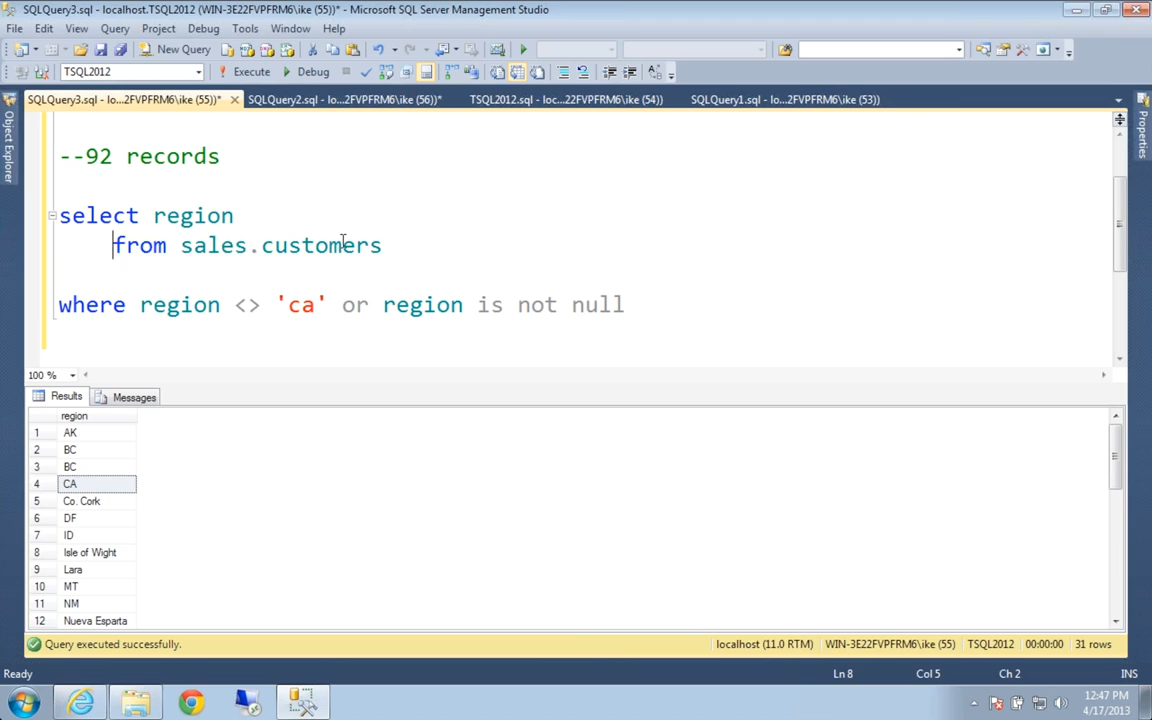 SQLQuery3.sql - localhost.TSQL2012 (WIN-3E22FVPFRM6\ike (55))* - Microsoft SQL Server Management Studio
File Edit View Query Project Debug Tools Window Help
New Query
TSQL2012 Execute Debug
SQLQuery3.sql - lo...2FVPFRM6\ike (55))* SQLQuery2.sql - lo...2FVPFRM6\ike (56))* TSQL2012.sql - loc...22FVPFRM6\ike (54)) SQLQuery1.sql - lo...2FVPFRM6\ike (53))
Object Explorer
Properties
--92 records
select region
from sales.customers
where region <> 'ca' or region is not null
100 %
Results Messages
region
1 AK
2 BC
3 BC
4 CA
5 Co. Cork
6 DF
7 ID
8 Isle of Wight
9 Lara
10 MT
11 NM
12 Nueva Esparta
Query executed successfully. localhost (11.0 RTM) WIN-3E22FVPFRM6\ike (55) TSQL2012 00:00:00 31 rows
Ready Ln 8 Col 5 Ch 2 INS
12:47 PM
4/17/2013